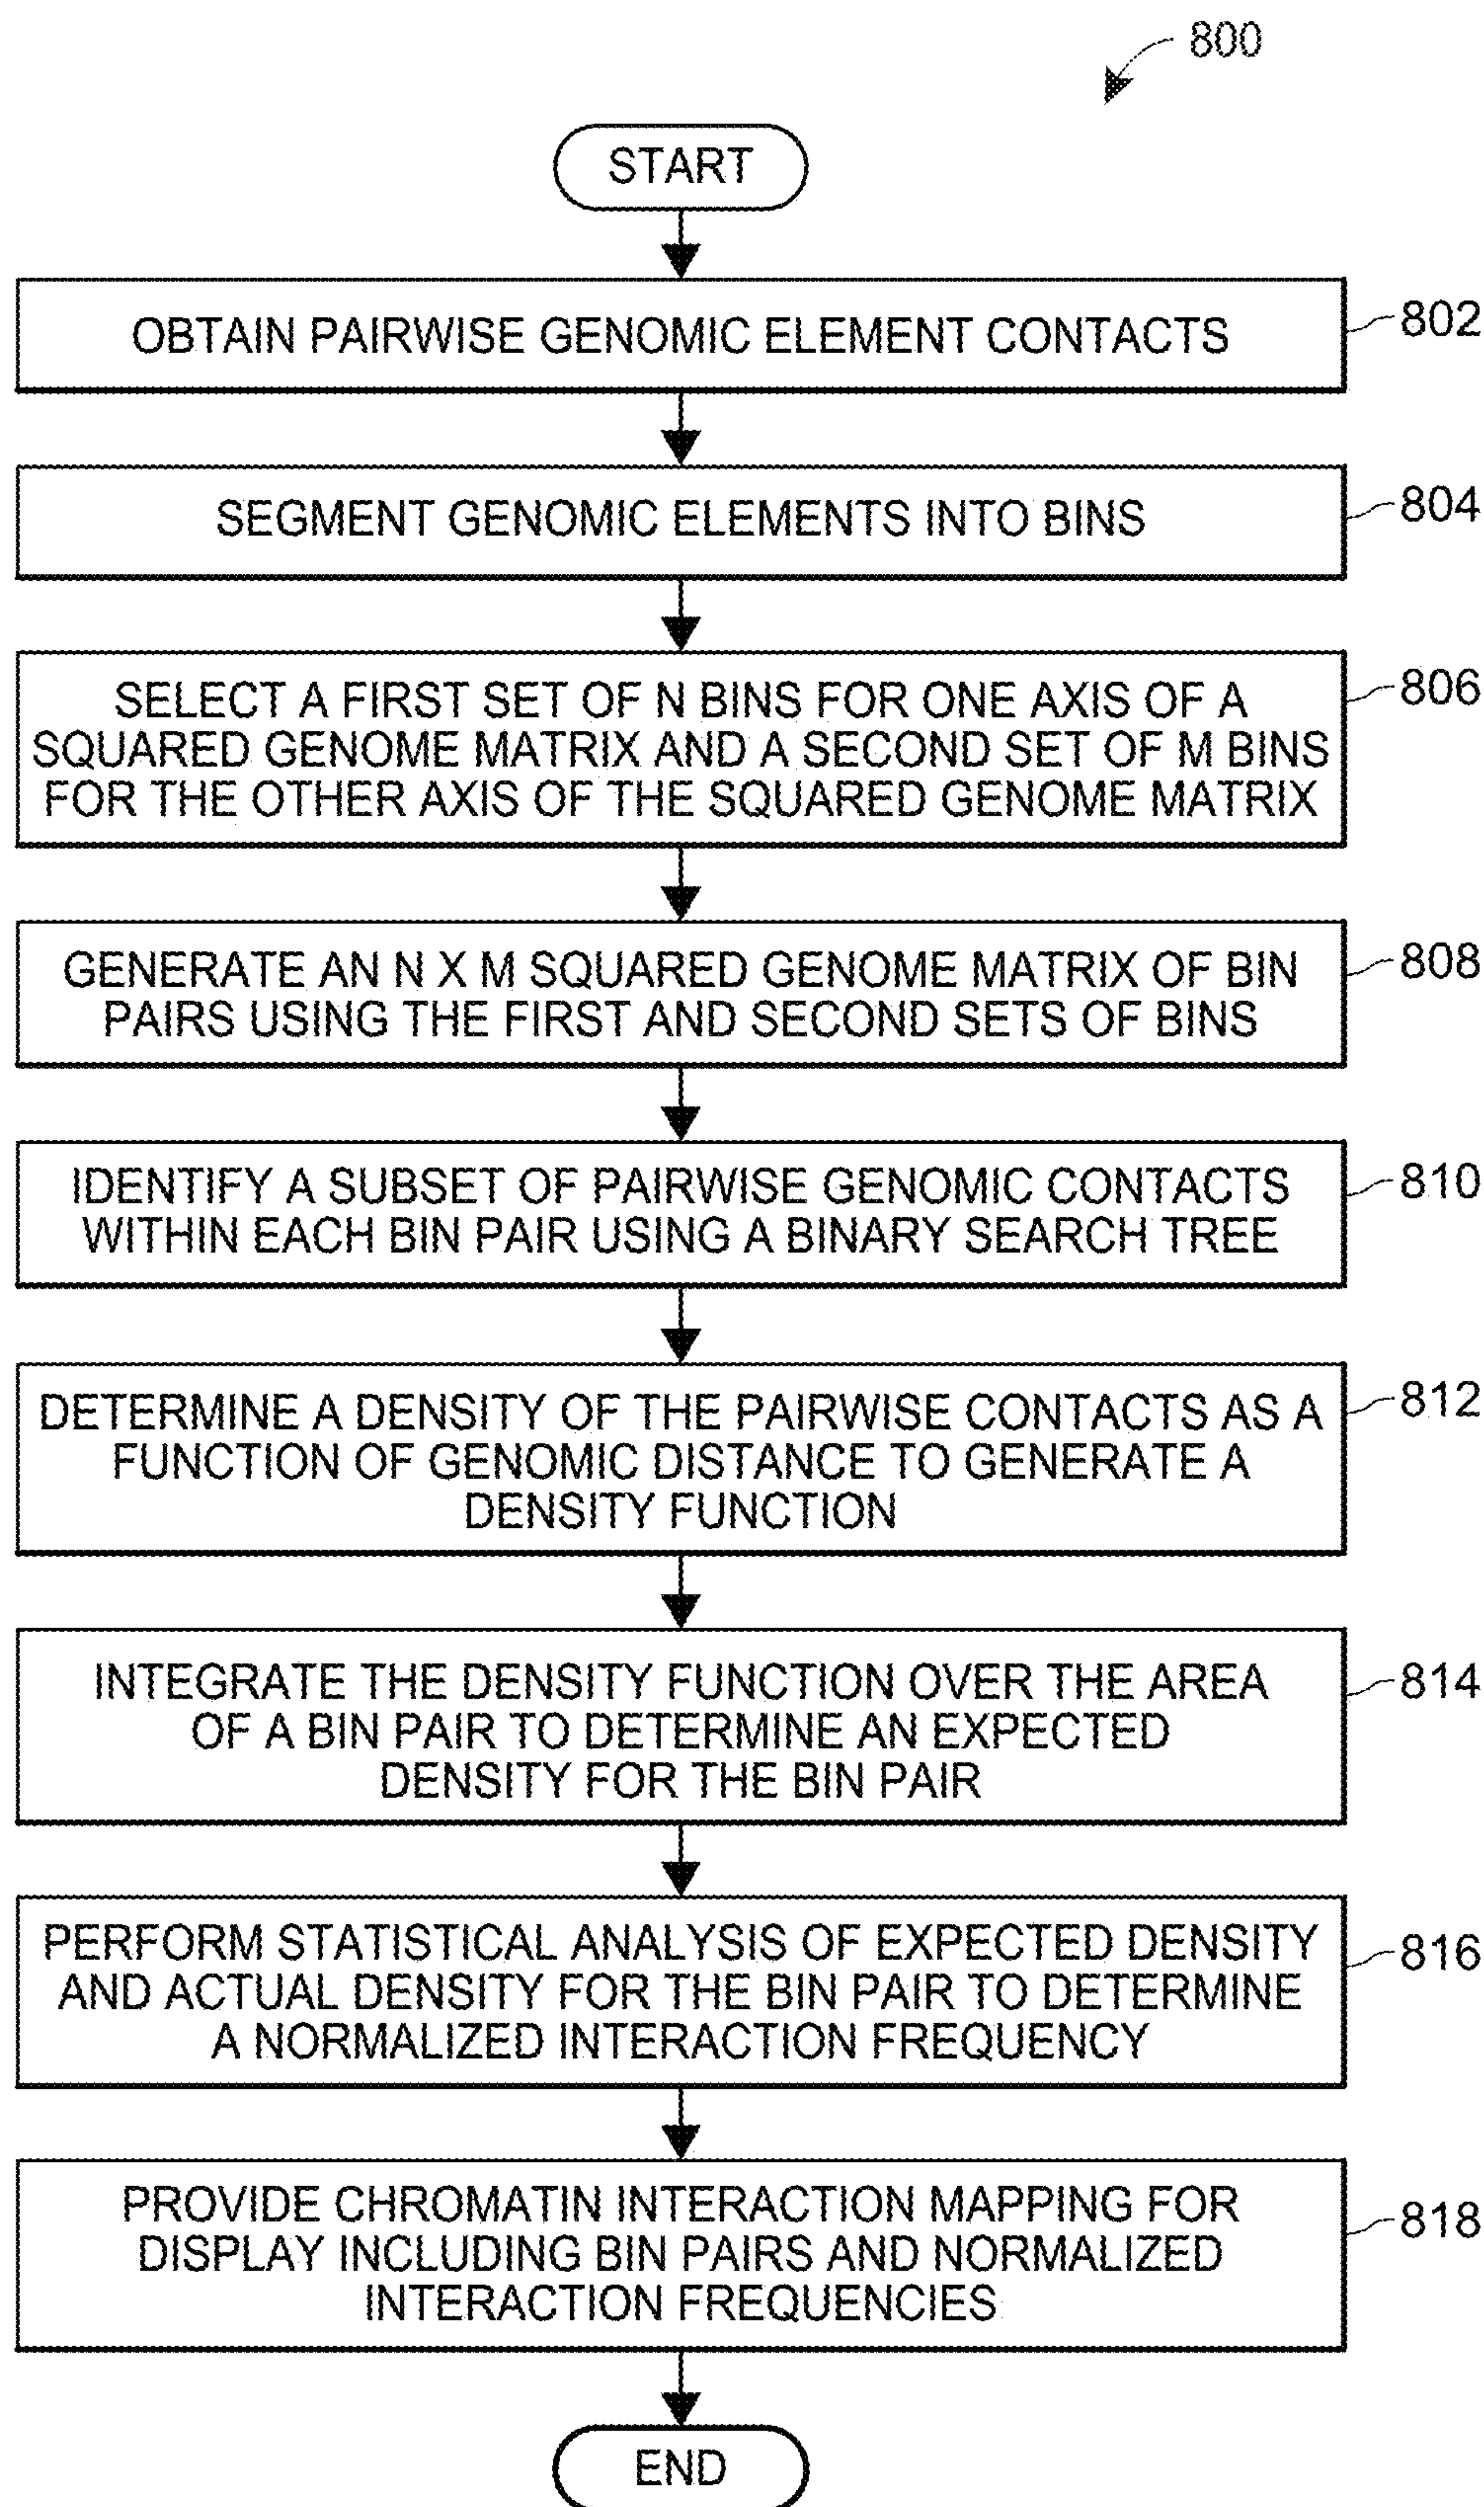 800
START
OBTAIN PAIRWISE GENOMIC ELEMENT CONTACTS
802
SEGMENT GENOMIC ELEMENTS INTO BINS
804
SELECT A FIRST SET OF N BINS FOR ONE AXIS OF A
SQUARED GENOME MATRIX AND A SECOND SET OF M BINS
FOR THE OTHER AXIS OF THE SQUARED GENOME MATRIX
806
GENERATE AN N X M SQUARED GENOME MATRIX OF BIN
PAIRS USING THE FIRST AND SECOND SETS OF BINS
808
IDENTIFY A SUBSET OF PAIRWISE GENOMIC CONTACTS
WITHIN EACH BIN PAIR USING A BINARY SEARCH TREE
810
DETERMINE A DENSITY OF THE PAIRWISE CONTACTS AS A
FUNCTION OF GENOMIC DISTANCE TO GENERATE A
DENSITY FUNCTION
812
INTEGRATE THE DENSITY FUNCTION OVER THE AREA
OF A BIN PAIR TO DETERMINE AN EXPECTED
DENSITY FOR THE BIN PAIR
814
PERFORM STATISTICAL ANALYSIS OF EXPECTED DENSITY
AND ACTUAL DENSITY FOR THE BIN PAIR TO DETERMINE
A NORMALIZED INTERACTION FREQUENCY
816
PROVIDE CHROMATIN INTERACTION MAPPING FOR
DISPLAY INCLUDING BIN PAIRS AND NORMALIZED
INTERACTION FREQUENCIES
818
END